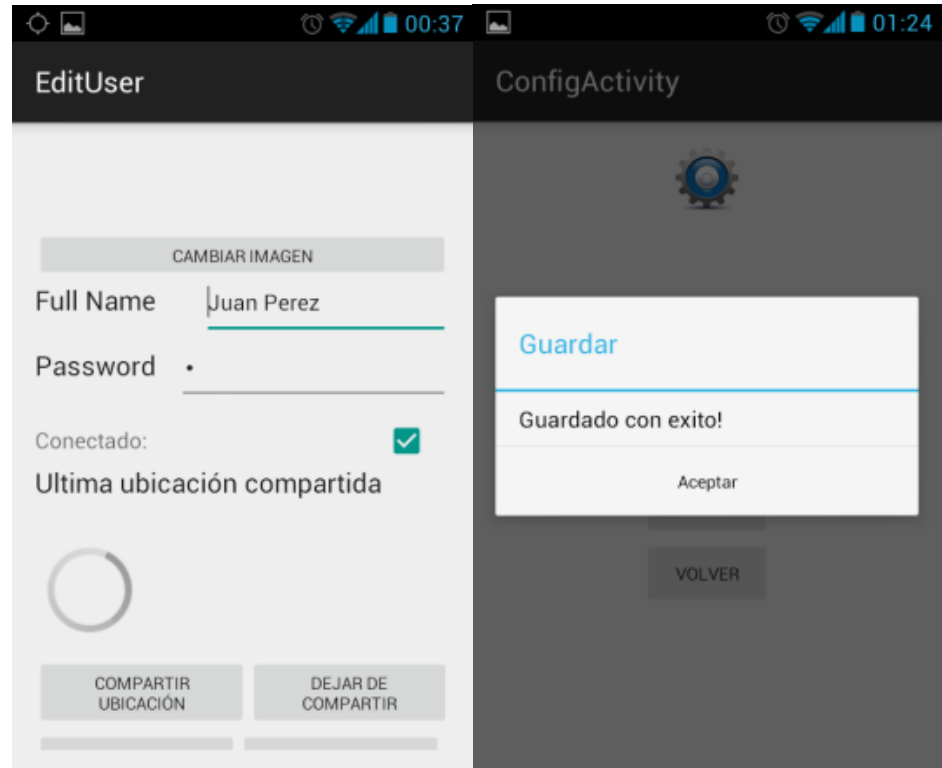 00:37
EditUser
CAMBIAR IMAGEN
Full Name
Juan Perez
Password
•
Conectado:
Ultima ubicación compartida
COMPARTIR
UBICACIÓN
DEJAR DE
COMPARTIR
01:24
ConfigActivity
Guardar
Guardado con exito!
Aceptar
VOLVER